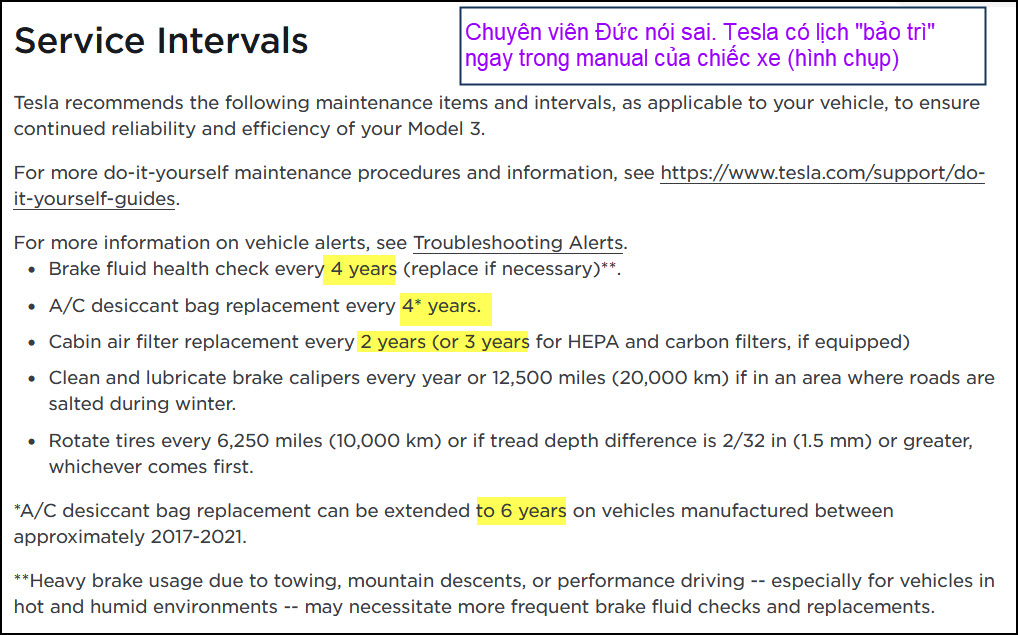 Service Intervals
Chuyên viên Đức nói sai. Tesla có lịch "bảo trì"
ngay trong manual của chiếc xe (hình chụp)
Tesla recommends the following maintenance items and intervals, as applicable to your vehicle, to ensure
continued reliability and efficiency of your Model 3.
For more do-it-yourself maintenance procedures and information, see https://www.tesla.com/support/do-
it-yourself-guides.
For more information on vehicle alerts, see Troubleshooting Alerts.
• Brake fluid health check every 4 years (replace if necessary)**.
• A/C desiccant bag replacement every 4* years.
• Cabin air filter replacement every 2 years (or 3 years for HEPA and carbon filters, if equipped)
• Clean and lubricate brake calipers every year or 12,500 miles (20,000 km) if in an area where roads are
salted during winter.
• Rotate tires every 6,250 miles (10,000 km) or if tread depth difference is 2/32 in (1.5 mm) or greater,
whichever comes first.
*A/C desiccant bag replacement can be extended to 6 years on vehicles manufactured between
approximately 2017-2021.
**Heavy brake usage due to towing, mountain descents, or performance driving -- especially for vehicles in
hot and humid environments -- may necessitate more frequent brake fluid checks and replacements.